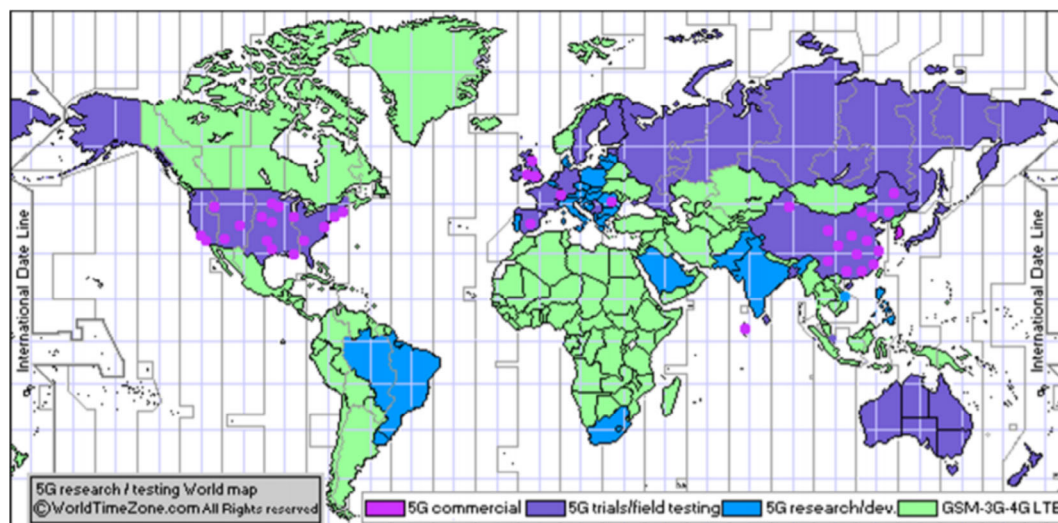 International Date Line
International Date Line
5G research / testing World map
©WorldTimeZone.com All Rights reserved
5G commercial
5G trials/field testing
5G research/dev.
GSM-3G-4G LTE